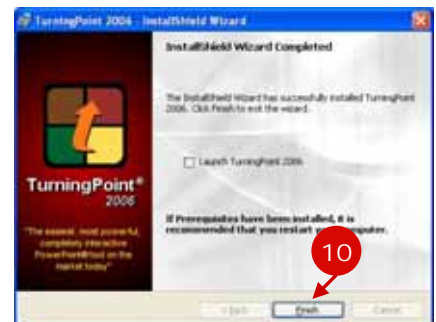 TurningPoint 2006 - InstallShield Wizard
InstallShield Wizard Completed
The InstallShield Wizard has successfully installed TurningPoint
2006. Click Finish to exit the wizard.
Launch TurningPoint 2006
TurningPoint®
2006
"The easiest, most powerful,
completely interactive
PowerPoint® tool on the
market today"
If Prerequisites have been installed, it is
recommended that you restart your computer.
10
< Back
Finish
Cancel